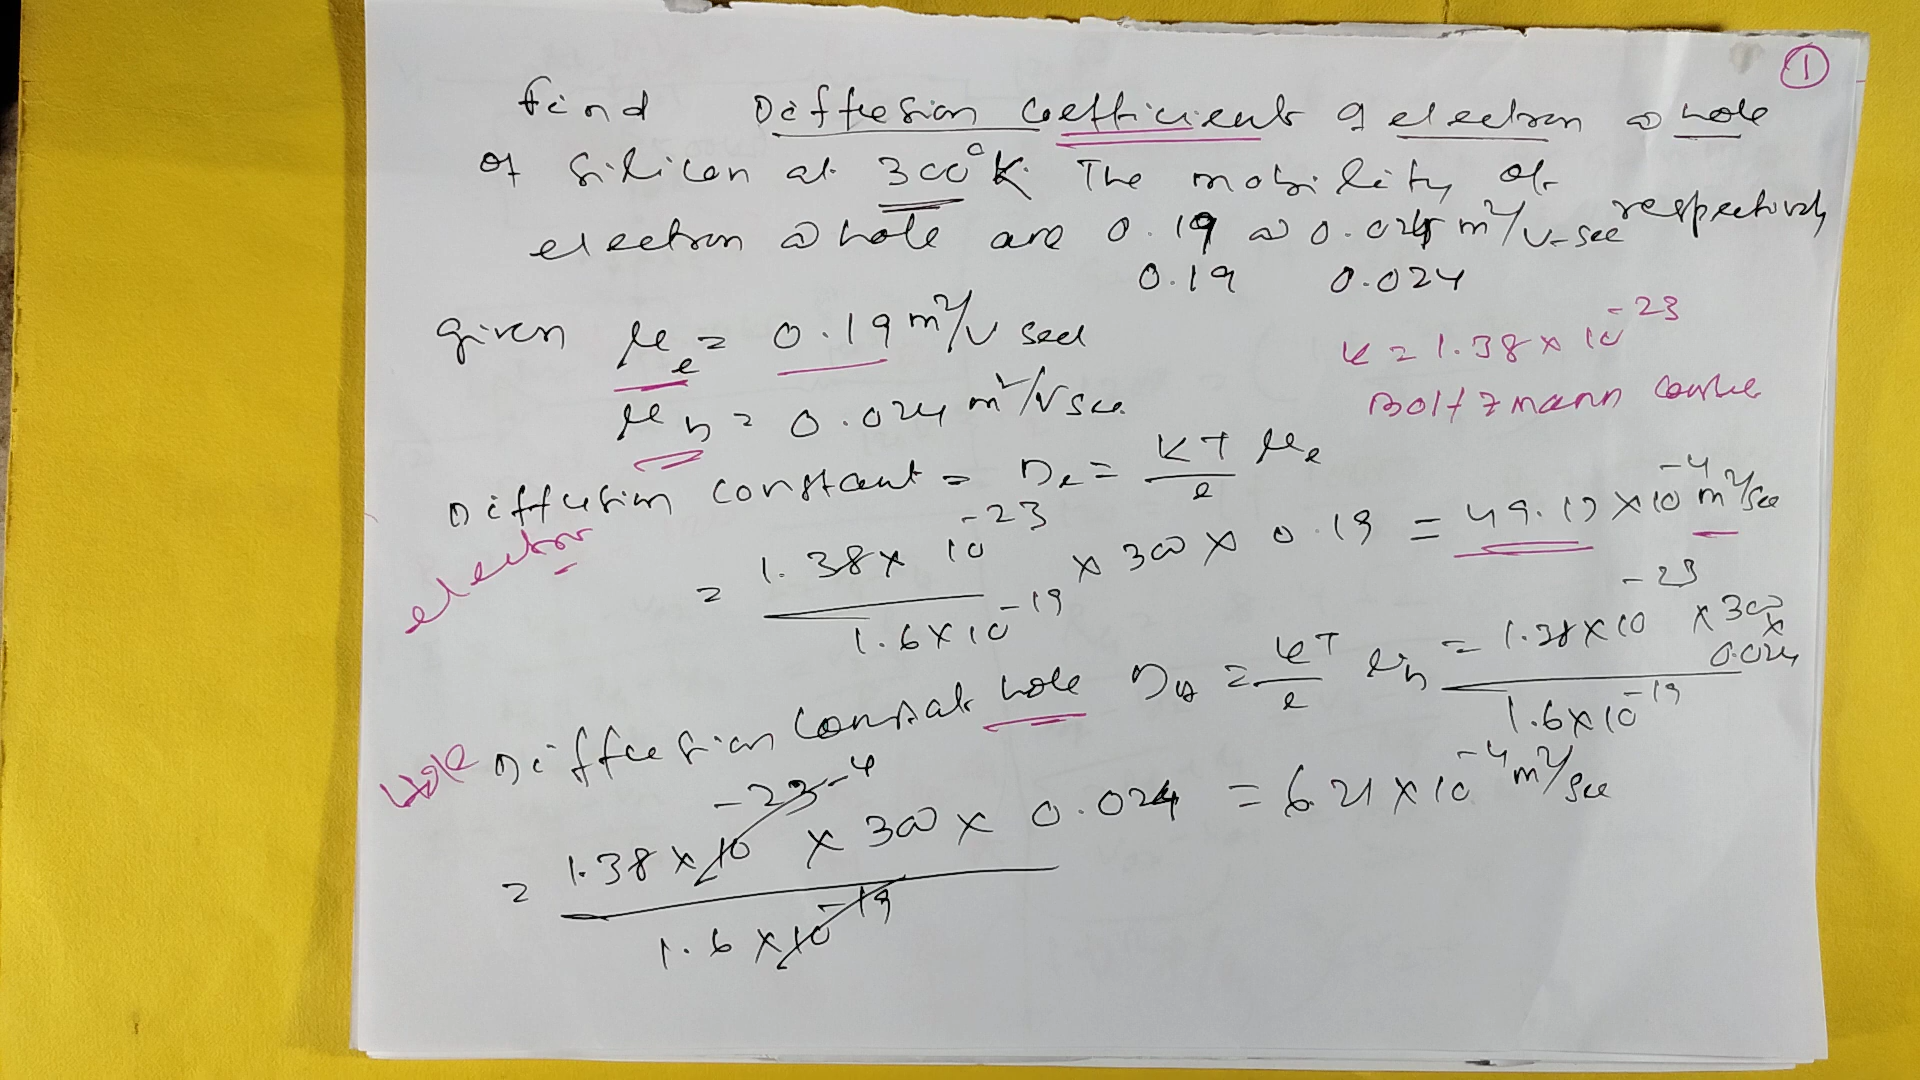 ①
find Diffusion Coefficient of electron & hole
of Silicon at 300°K. The mobility of
electron & hole are 0.19 & 0.024 m²/v-sec respectively
0.19 0.024
given μe = 0.19 m²/v sec
K = 1.38 × 10⁻²³
μh = 0.024 m²/v sec
Boltzmann
Diffusion constant = De = KT/e μe
electron
= 1.38 × 10⁻²³ / 1.6 × 10⁻¹⁹ × 300 × 0.19 = 49.17 × 10⁻⁴ m²/sec
Hole Diffusion Constant hole DH = KT/e μh = 1.38 × 10⁻²³ × 300 × 0.024 / 1.6 × 10⁻¹⁹
= 1.38 × 10⁻²³ ⁻⁴ × 300 × 0.024 / 1.6 × 10⁻¹⁹ = 6.21 × 10⁻⁴ m²/sec